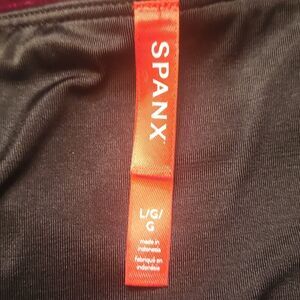 SPANX
L/G/
G
made in
indonesia
fabriqué en
indonésie